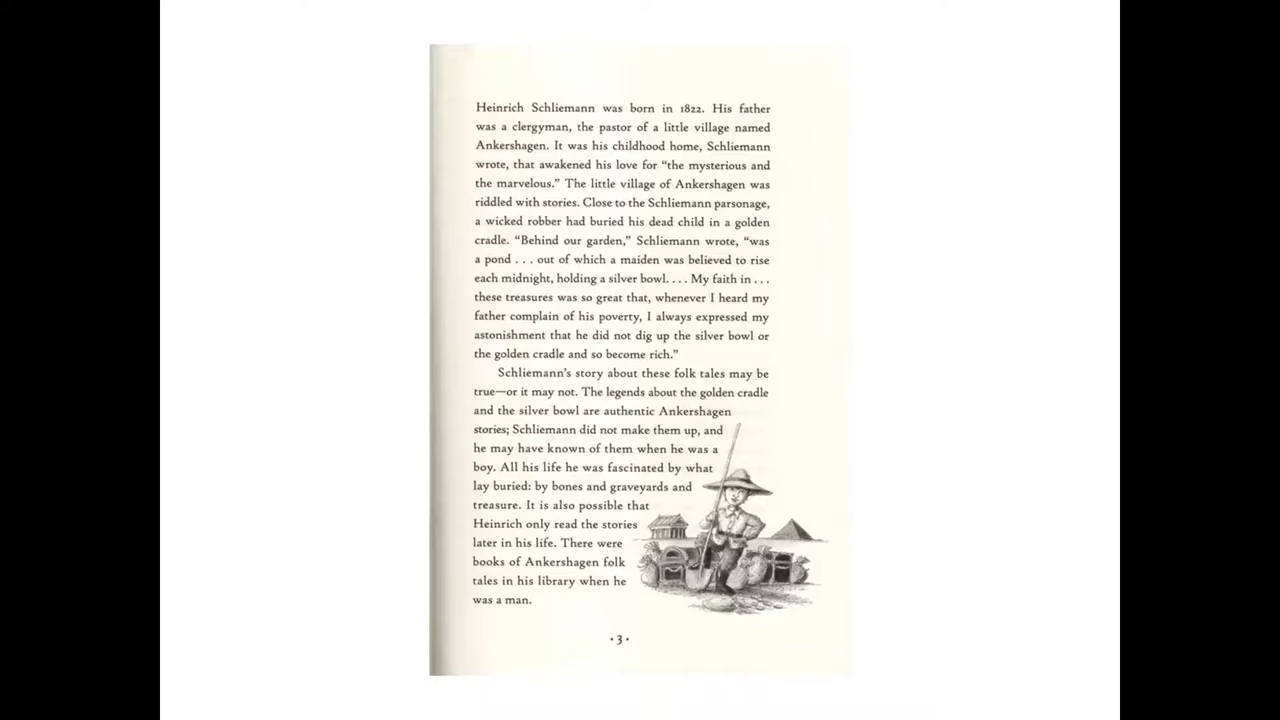 Heinrich Schliemann was born in 1822. His father
was a clergyman, the pastor of a little village named
Ankershagen. It was his childhood home, Schliemann
wrote, that awakened his love for “the mysterious and
the marvelous.” The little village of Ankershagen was
riddled with stories. Close to the Schliemann parsonage,
a wicked robber had buried his dead child in a golden
cradle. “Behind our garden,” Schliemann wrote, “was
a pond . . . out of which a maiden was believed to rise
each midnight, holding a silver bowl. . . . My faith in . . .
these treasures was so great that, whenever I heard my
father complain of his poverty, I always expressed my
astonishment that he did not dig up the silver bowl or
the golden cradle and so become rich.”
Schliemann’s story about these folk tales may be
true—or it may not. The legends about the golden cradle
and the silver bowl are authentic Ankershagen
stories; Schliemann did not make them up, and
he may have known of them when he was a
boy. All his life he was fascinated by what
lay buried: by bones and graveyards and
treasure. It is also possible that
Heinrich only read the stories
later in his life. There were
books of Ankershagen folk
tales in his library when he
was a man.
· 3 ·